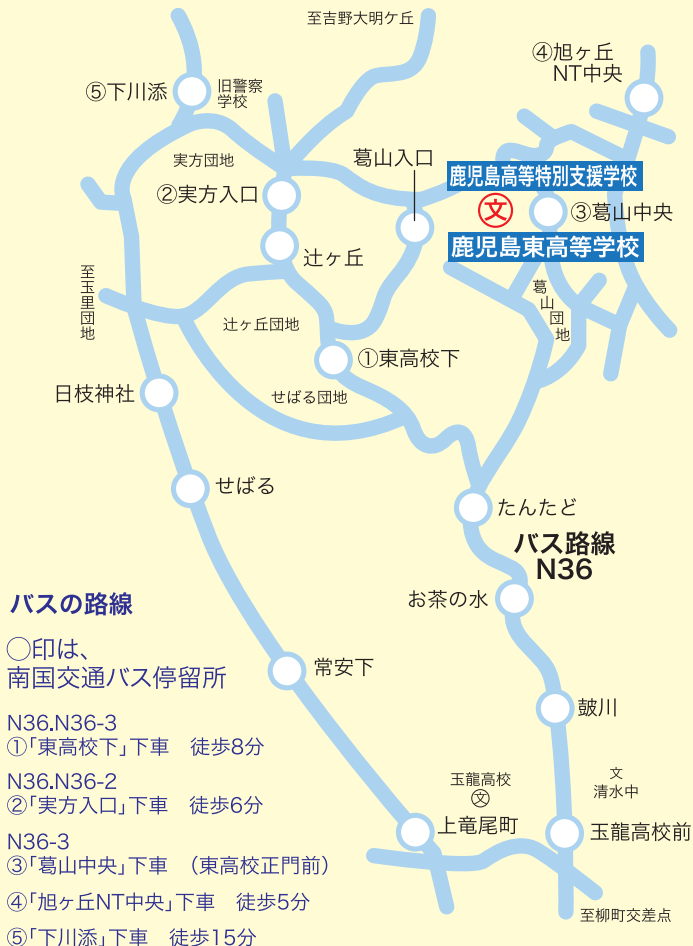 至吉野大明ケ丘
④旭ヶ丘
NT中央
⑤下川添
旧警察
学校
葛山入口
実方団地
鹿児島高等特別支援学校
②実方入口
文
③葛山中央
鹿児島東高等学校
辻ヶ丘
至玉里団地
葛山団地
辻ヶ丘団地
①東高校下
日枝神社
せばる団地
せばる
たんたど
バス路線
N36
お茶の水
バスの路線
◯印は、
南国交通バス停留所
常安下
皷川
N36.N36-3
①「東高校下」下車　徒歩8分
N36.N36-2
②「実方入口」下車　徒歩6分
玉龍高校
文
文
清水中
上竜尾町
玉龍高校前
N36-3
③「葛山中央」下車　（東高校正門前）
④「旭ヶ丘NT中央」下車　徒歩5分
至柳町交差点
⑤「下川添」下車　徒歩15分